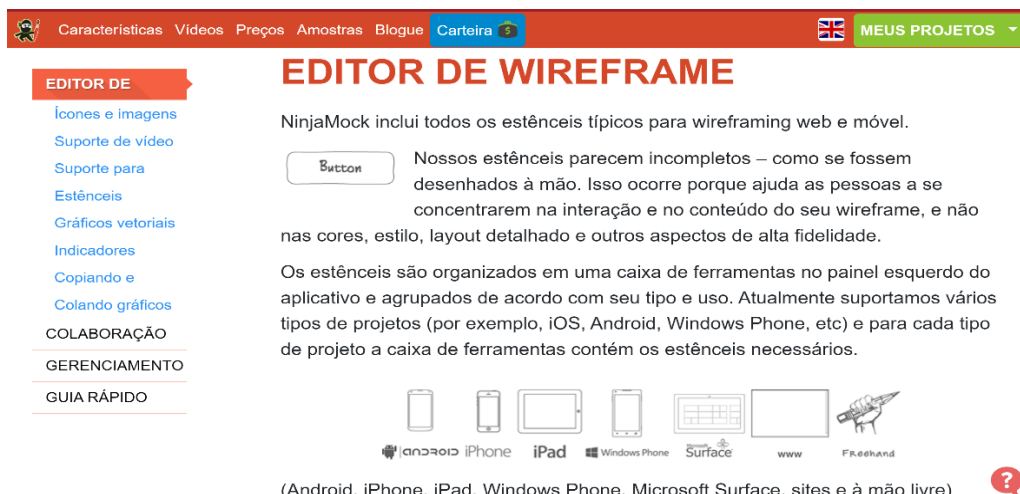 Características Vídeos Preços Amostras Blogue Carteira $ MEUS PROJETOS
EDITOR DE
Ícones e imagens
Suporte de vídeo
Suporte para
Estênceis
Gráficos vetoriais
Indicadores
Copiando e
Colando gráficos
COLABORAÇÃO
GERENCIAMENTO
GUIA RÁPIDO
EDITOR DE WIREFRAME
NinjaMock inclui todos os estênceis típicos para wireframing web e móvel.
Button
Nossos estênceis parecem incompletos – como se fossem
desenhados à mão. Isso ocorre porque ajuda as pessoas a se
concentrarem na interação e no conteúdo do seu wireframe, e não
nas cores, estilo, layout detalhado e outros aspectos de alta fidelidade.
Os estênceis são organizados em uma caixa de ferramentas no painel esquerdo do
aplicativo e agrupados de acordo com seu tipo e uso. Atualmente suportamos vários
tipos de projetos (por exemplo, iOS, Android, Windows Phone, etc) e para cada tipo
de projeto a caixa de ferramentas contém os estênceis necessários.
ANDROID iPhone iPad Windows Phone Microsoft Surface www Freehand
(Android, iPhone, iPad, Windows Phone, Microsoft Surface, sites e à mão livre)
?